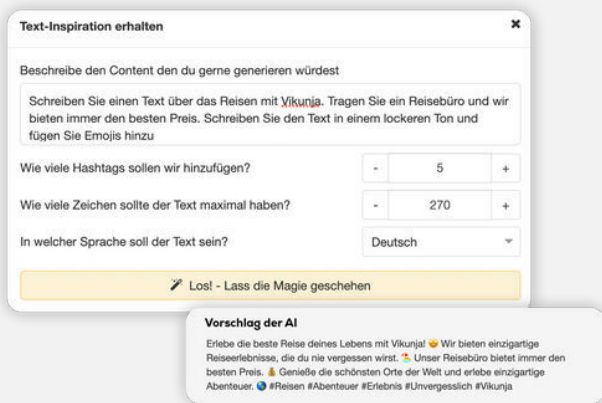 Text-Inspiration erhalten ✖
Beschreibe den Content den du gerne generieren würdest
Schreiben Sie einen Text über das Reisen mit Vikunja. Tragen Sie ein Reisebüro und wir
bieten immer den besten Preis. Schreiben Sie den Text in einem lockeren Ton und
fügen Sie Emojis hinzu
Wie viele Hashtags sollen wir hinzufügen? - 5 +
Wie viele Zeichen sollte der Text maximal haben? - 270 +
In welcher Sprache soll der Text sein? Deutsch
Los! - Lass die Magie geschehen
Vorschlag der AI
Erlebe die beste Reise deines Lebens mit Vikunja! 🤩 Wir bieten einzigartige
Reiseerlebnisse, die du nie vergessen wirst. 🏖️ Unser Reisebüro bietet immer den
besten Preis. 💰 Genieße die schönsten Orte der Welt und erlebe einzigartige
Abenteuer. 🌍 #Reisen #Abenteuer #Erlebnis #Unvergesslich #Vikunja